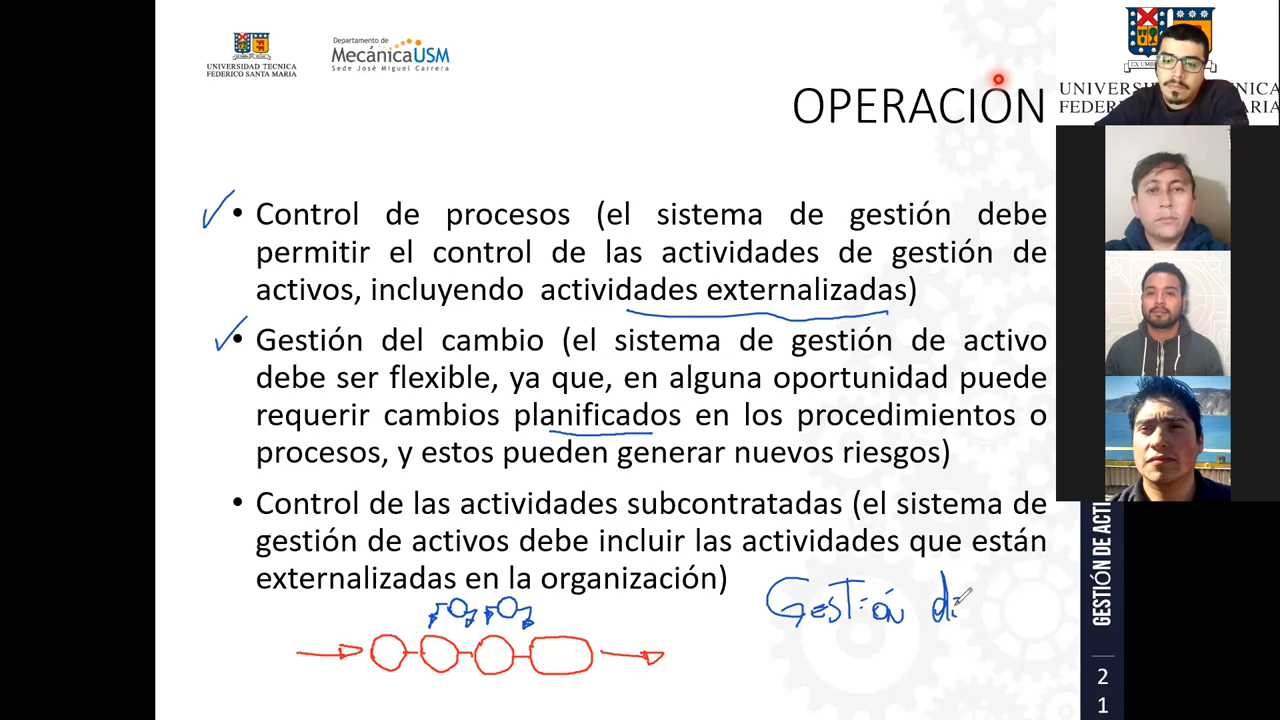 UNIVERSIDAD TECNICA
FEDERICO SANTA MARIA
Departamento de
MecánicaUSM
Sede José Miguel Carrera
OPERACIÓN
• Control de procesos (el sistema de gestión debe
permitir el control de las actividades de gestión de
activos, incluyendo actividades externalizadas)
• Gestión del cambio (el sistema de gestión de activo
debe ser flexible, ya que, en alguna oportunidad puede
requerir cambios planificados en los procedimientos o
procesos, y estos pueden generar nuevos riesgos)
• Control de las actividades subcontratadas (el sistema de
gestión de activos debe incluir las actividades que están
externalizadas en la organización)
Gestión
GESTIÓN DE ACTI
2
1